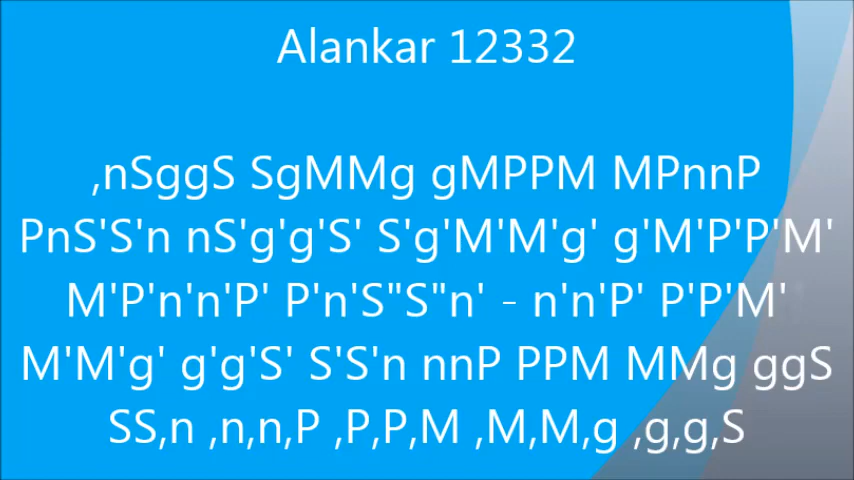 Alankar 12332
,nSggS SgMMg gMPPM MPnnP
PnS'S'n nS'g'g'S' S'g'M'M'g' g'M'P'P'M'
M'P'n'n'P' P'n'S"S"n' - n'n'P' P'P'M'
M'M'g' g'g'S' S'S'n nnP PPM MMg ggS
SS,n ,n,n,P ,P,P,M ,M,M,g ,g,g,S